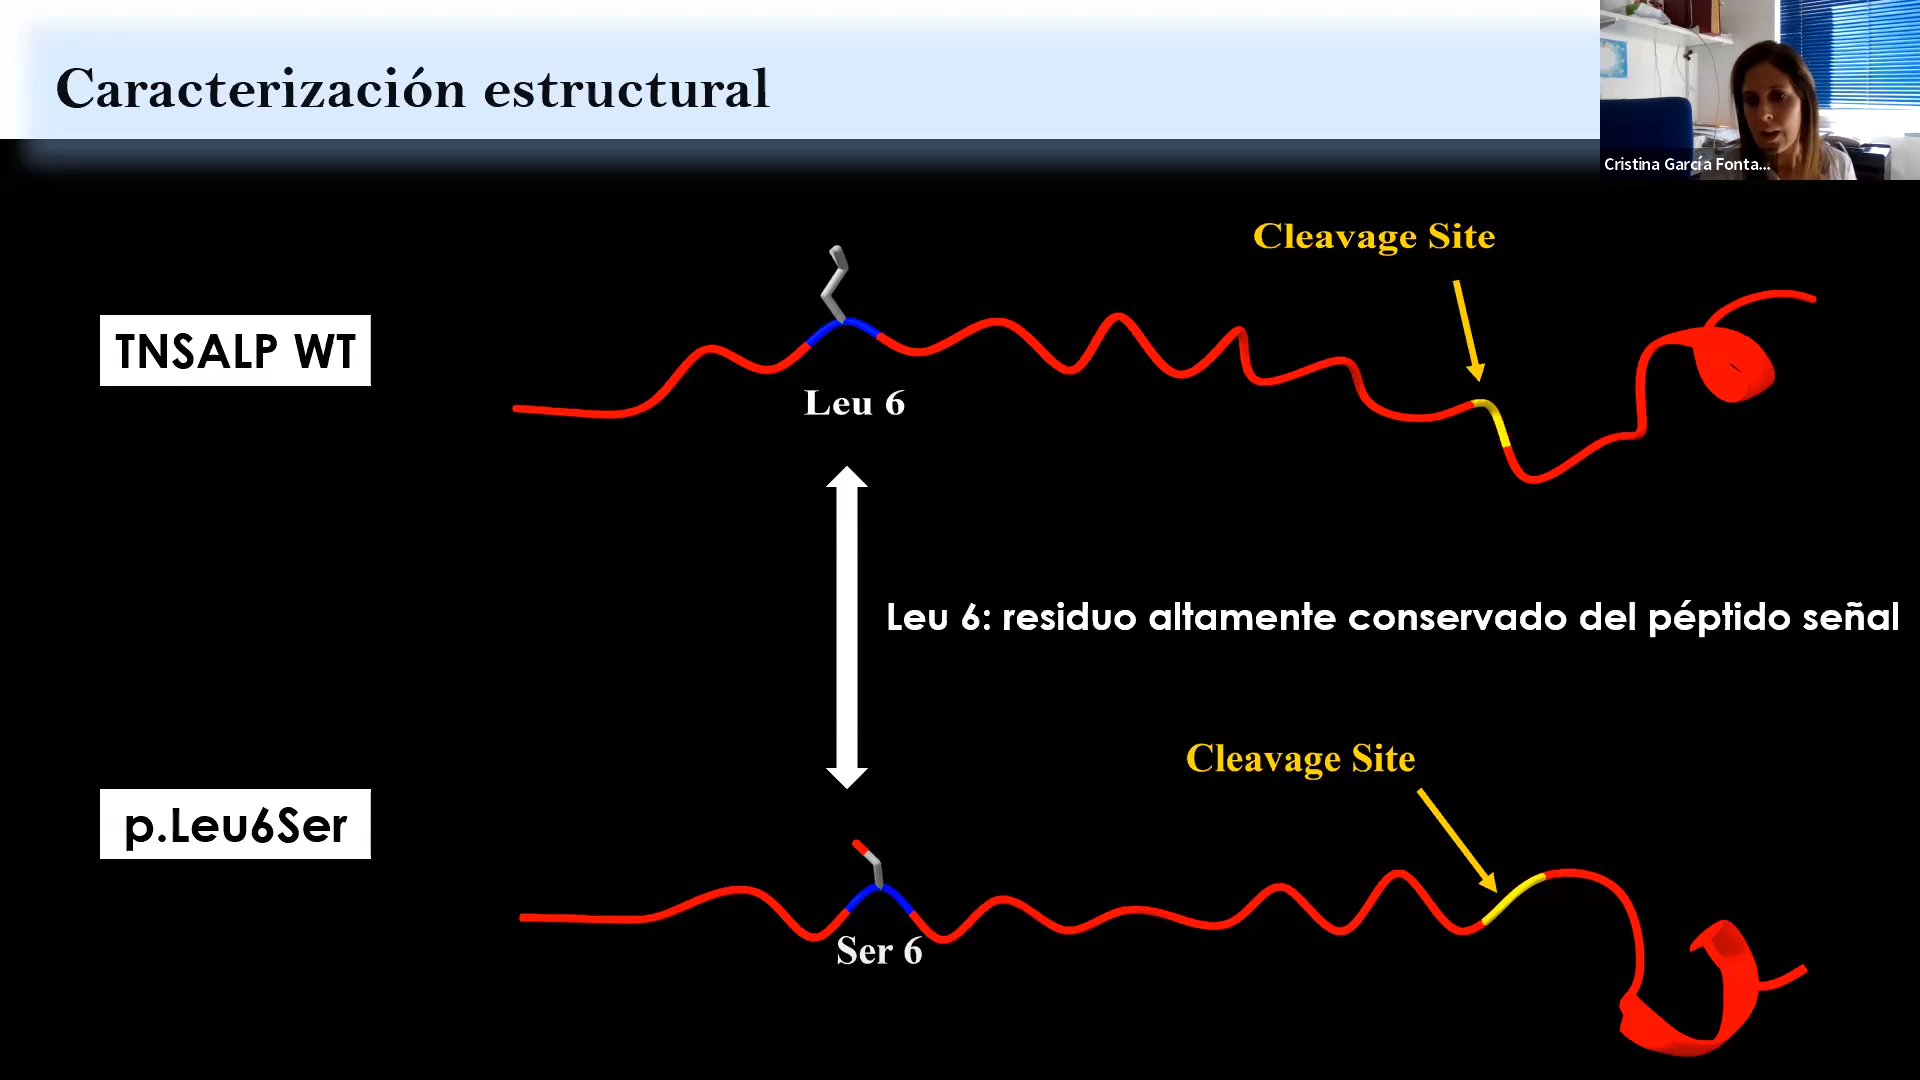 Caracterización estructural
Cristina García Fonta...
Cleavage Site
TNSALP WT
Leu 6
Leu 6: residuo altamente conservado del péptido señal
Cleavage Site
p.Leu6Ser
Ser 6